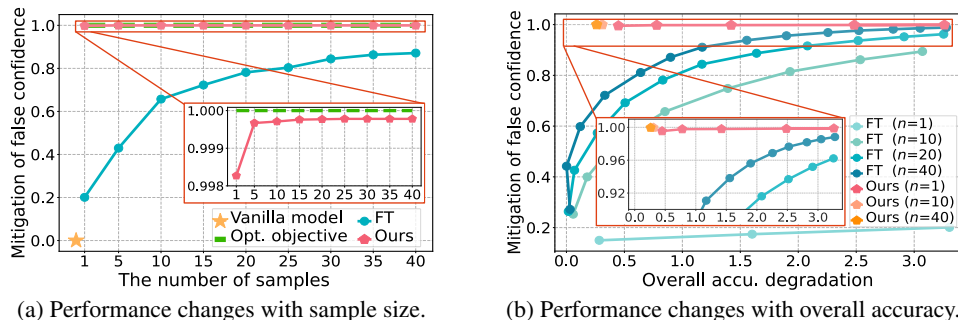 Mitigation of false confidence
1.0
0.8
0.6
0.4
0.2
0.0
1.000
0.999
0.998
1 5 10 15 20 25 30 35 40
Vanilla model
FT
Opt. objective
Ours
1 5 10 15 20 25 30 35 40
The number of samples
(a) Performance changes with sample size.
Mitigation of false confidence
1.0
0.8
0.6
0.4
0.2
1.00
0.96
0.92
0.0 0.5 1.0 1.5 2.0 2.5 3.0
FT (n=1)
FT (n=10)
FT (n=20)
FT (n=40)
Ours (n=1)
Ours (n=10)
Ours (n=40)
0.0 0.5 1.0 1.5 2.0 2.5 3.0
Overall accu. degradation
(b) Performance changes with overall accuracy.